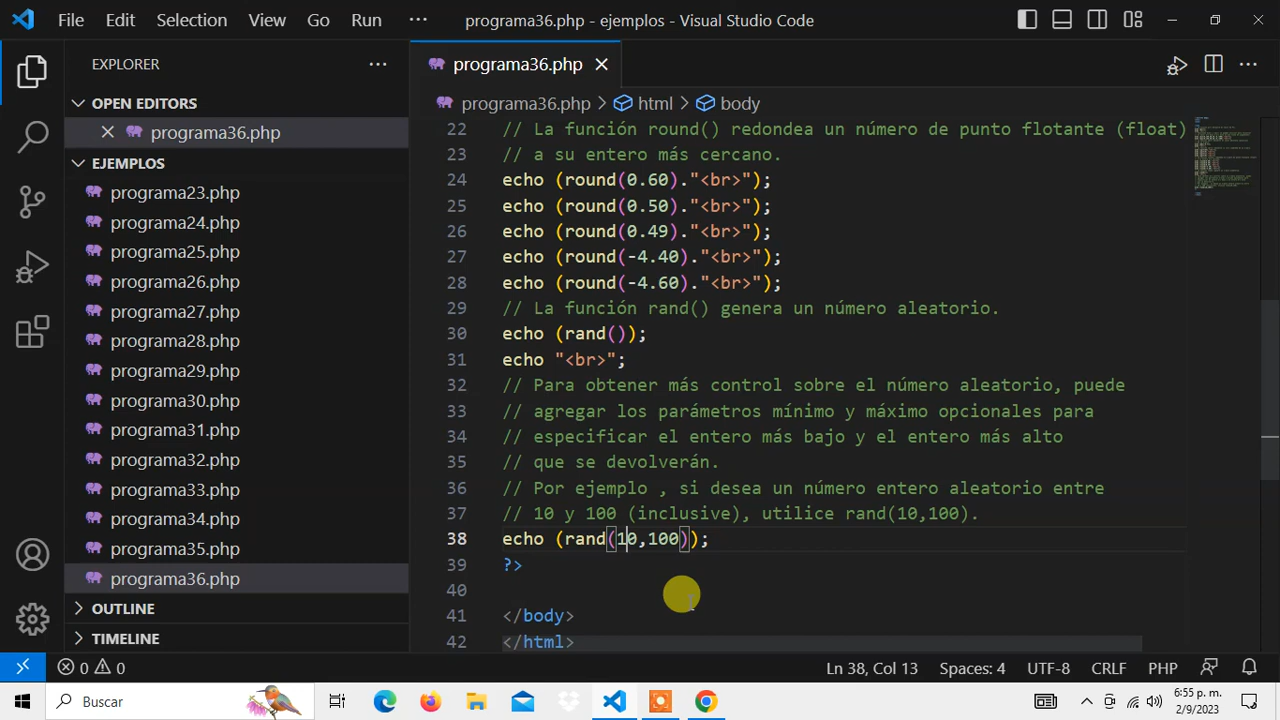 File Edit Selection View Go Run ··· programa36.php - ejemplos - Visual Studio Code
EXPLORER ···
programa36.php
OPEN EDITORS
programa36.php
programa36.php > html > body
EJEMPLOS
programa23.php
programa24.php
programa25.php
programa26.php
programa27.php
programa28.php
programa29.php
programa30.php
programa31.php
programa32.php
programa33.php
programa34.php
programa35.php
programa36.php
OUTLINE
TIMELINE
22 // La función round() redondea un número de punto flotante (float)
23 // a su entero más cercano.
24 echo (round(0.60)."<br>");
25 echo (round(0.50)."<br>");
26 echo (round(0.49)."<br>");
27 echo (round(-4.40)."<br>");
28 echo (round(-4.60)."<br>");
29 // La función rand() genera un número aleatorio.
30 echo (rand());
31 echo "<br>";
32 // Para obtener más control sobre el número aleatorio, puede
33 // agregar los parámetros mínimo y máximo opcionales para
34 // especificar el entero más bajo y el entero más alto
35 // que se devolverán.
36 // Por ejemplo , si desea un número entero aleatorio entre
37 // 10 y 100 (inclusive), utilice rand(10,100).
38 echo (rand(10,100));
39 ?>
40
41 </body>
42 </html>
0 0 Ln 38, Col 13 Spaces: 4 UTF-8 CRLF PHP
Buscar 6:55 p. m.
2/9/2023